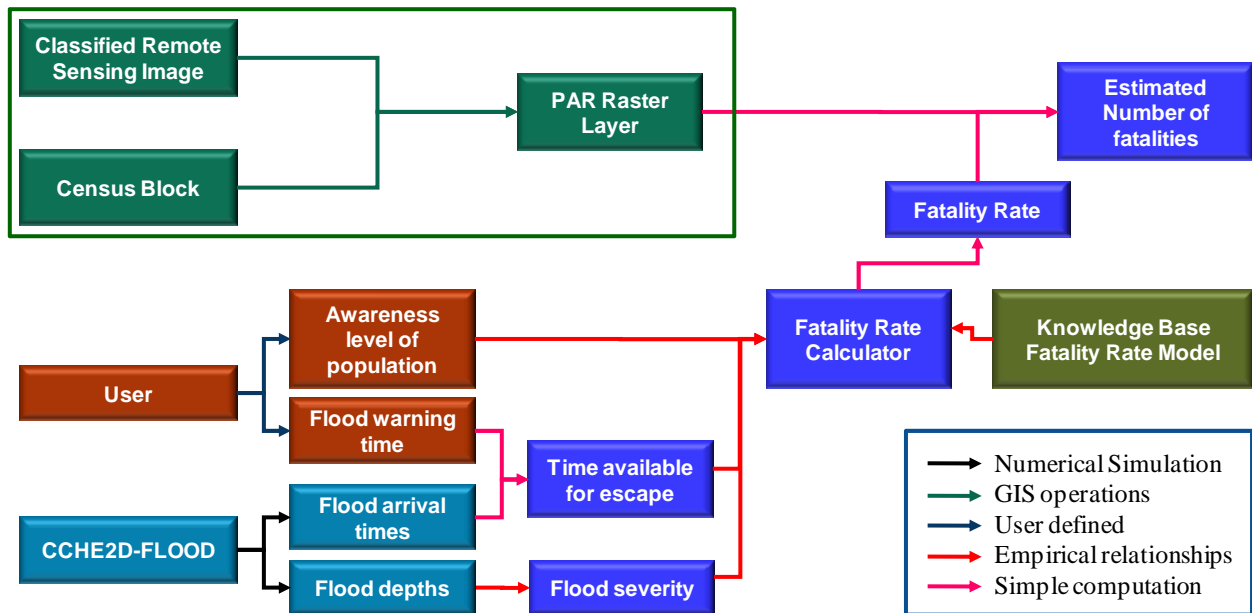 Classified Remote
Sensing Image
Census Block
PAR Raster
Layer
Estimated
Number of
fatalities
Fatality Rate
Awareness
level of
population
Fatality Rate
Calculator
Knowledge Base
Fatality Rate Model
User
Flood warning
time
Time available
for escape
CCHE2D-FLOOD
Flood arrival
times
Flood depths
Flood severity
Numerical Simulation
GIS operations
User defined
Empirical relationships
Simple computation